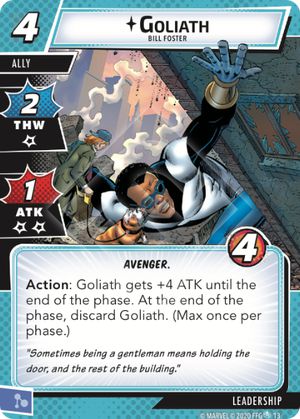 4
Goliath
BILL FOSTER
ALLY
2
THW
1
ATK
4
AVENGER.
Action: Goliath gets +4 ATK until the
end of the phase. At the end of the
phase, discard Goliath. (Max once per
phase.)
"Sometimes being a gentleman means holding the
door, and the rest of the building."
© MARVEL © 2020 FFG 13
LEADERSHIP